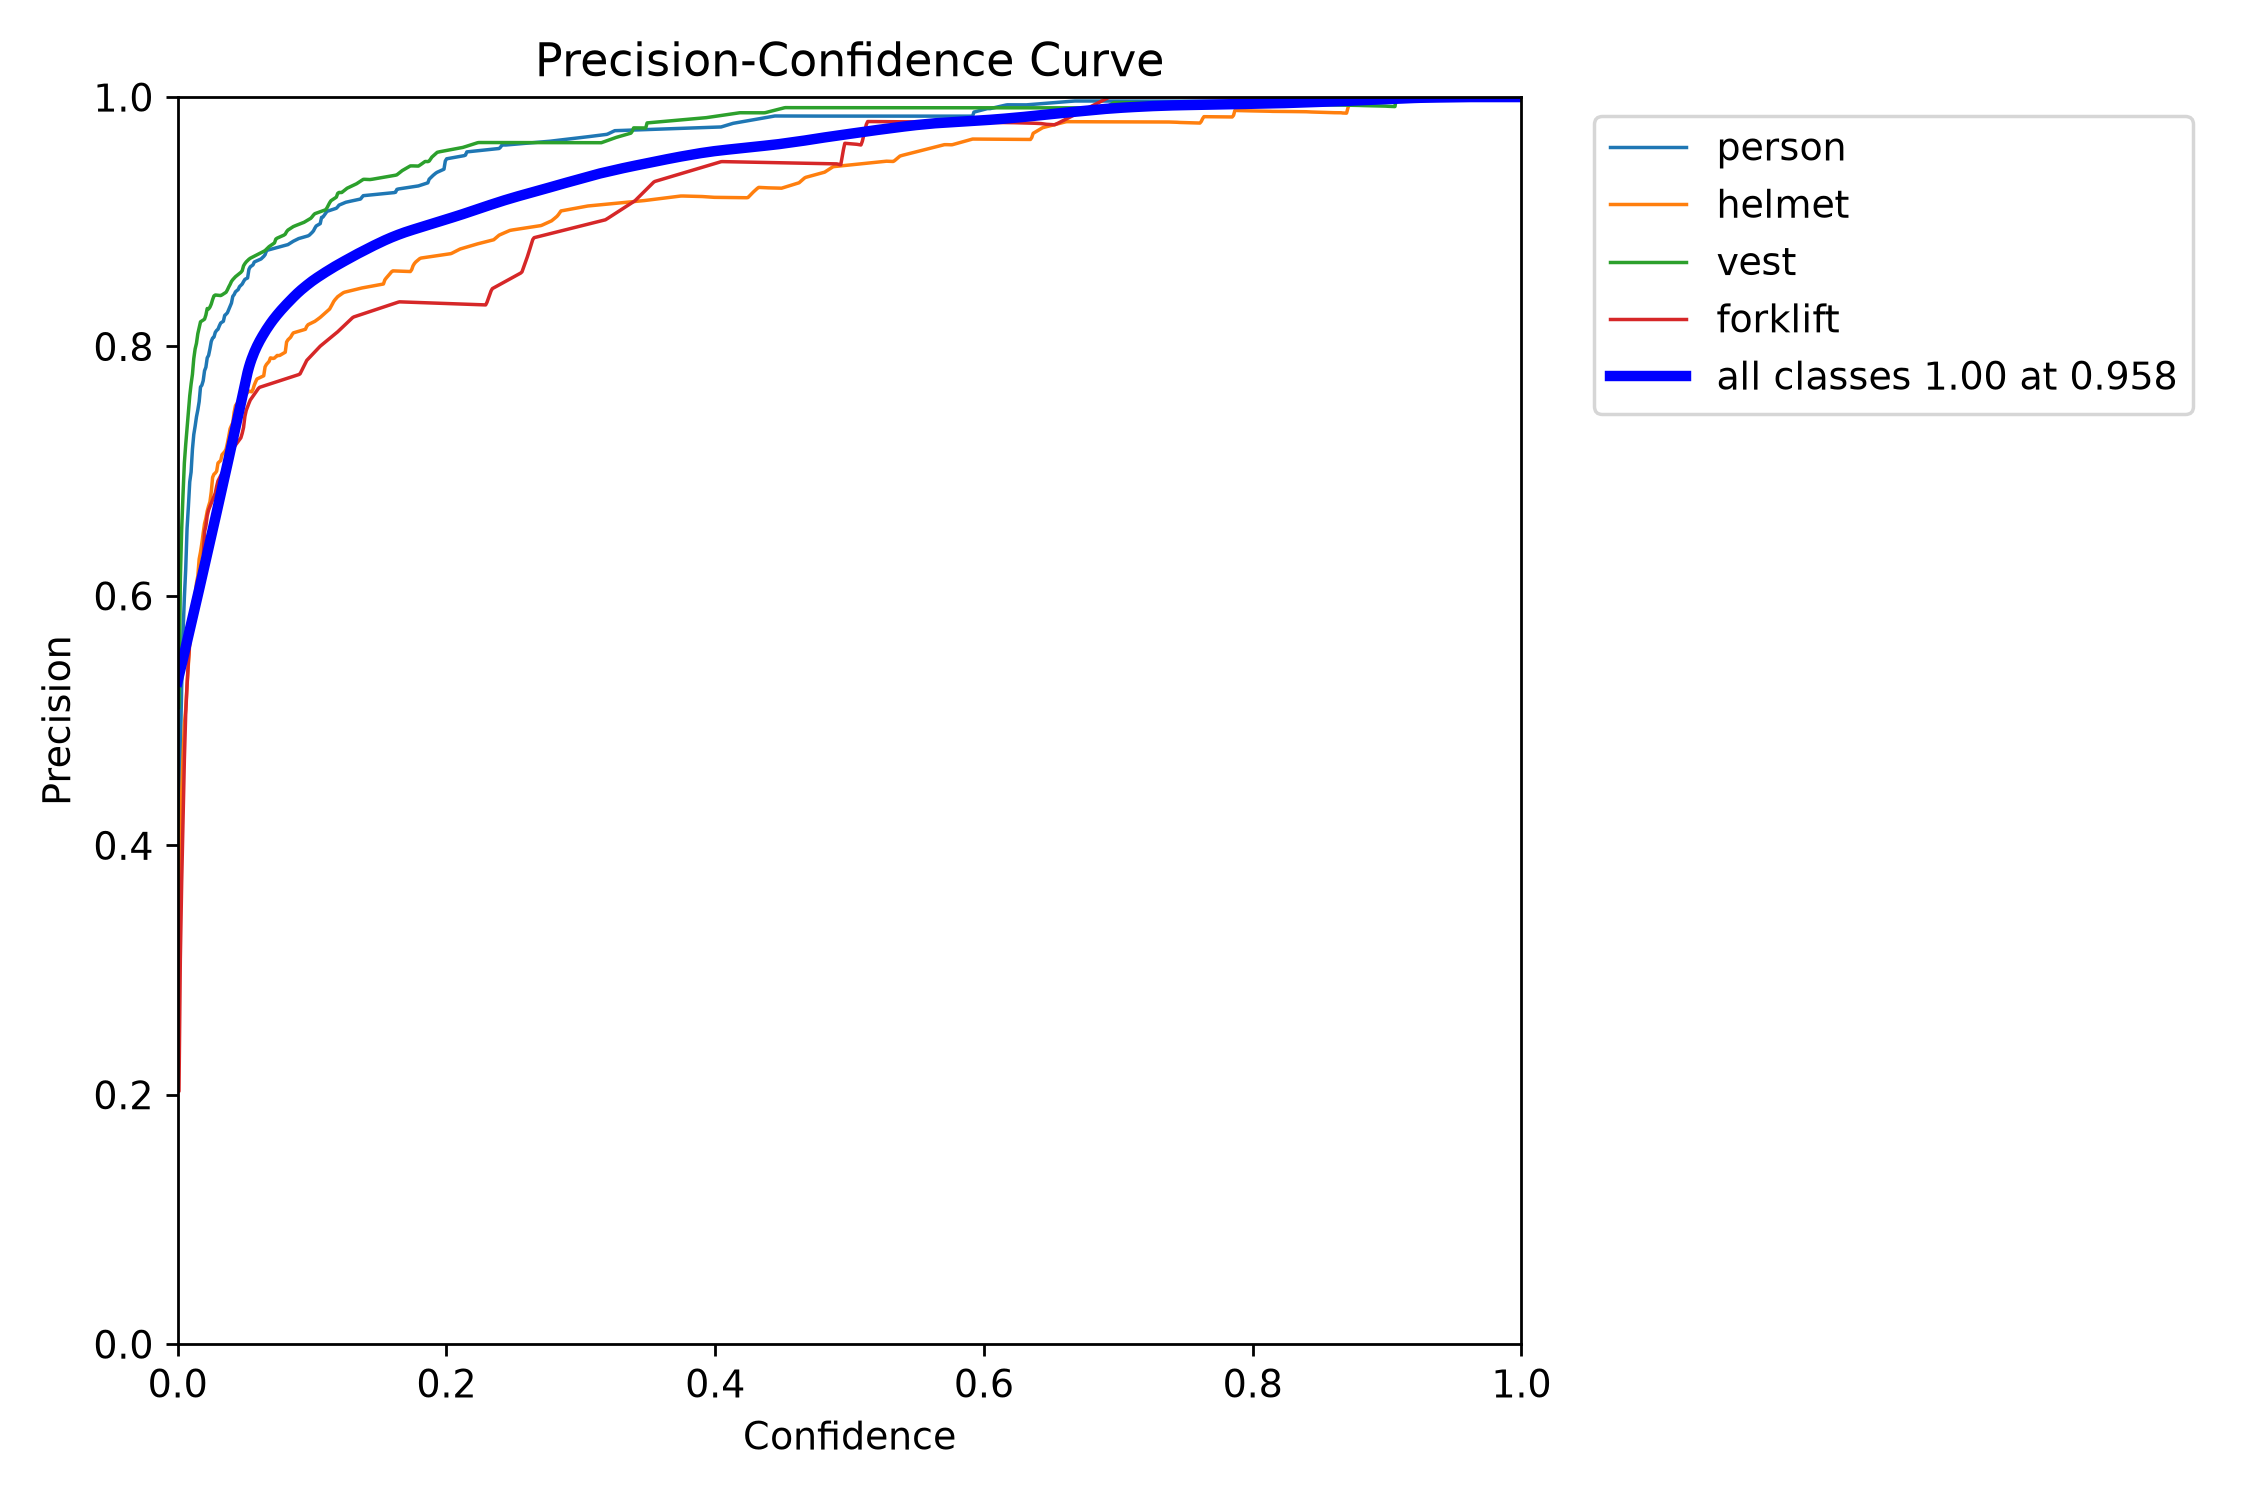 Precision-Confidence Curve
1.0
0.8
0.6
0.4
0.2
0.0
Precision
0.0 0.2 0.4 0.6 0.8 1.0
Confidence
person
helmet
vest
forklift
all classes 1.00 at 0.958